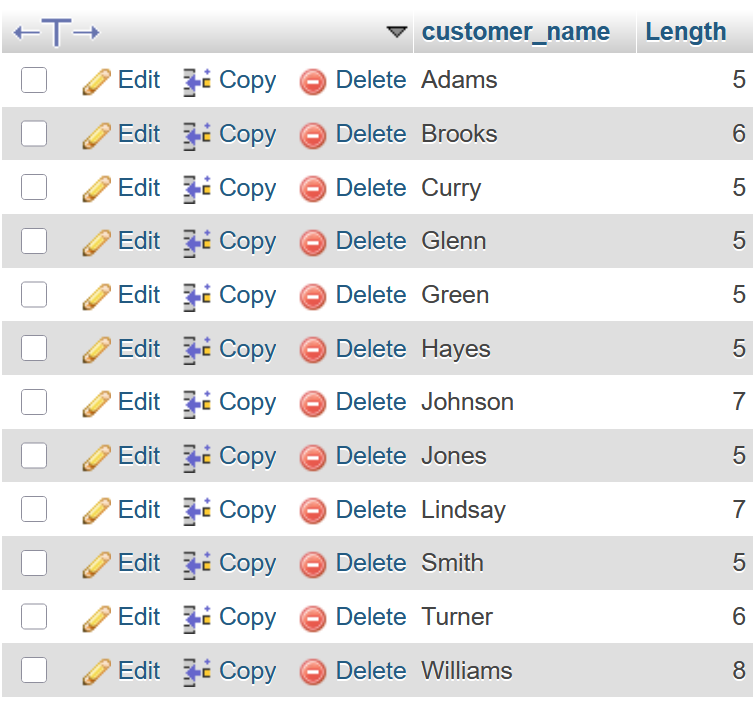 customer_name Length
Edit Copy Delete Adams 5
Edit Copy Delete Brooks 6
Edit Copy Delete Curry 5
Edit Copy Delete Glenn 5
Edit Copy Delete Green 5
Edit Copy Delete Hayes 5
Edit Copy Delete Johnson 7
Edit Copy Delete Jones 5
Edit Copy Delete Lindsay 7
Edit Copy Delete Smith 5
Edit Copy Delete Turner 6
Edit Copy Delete Williams 8